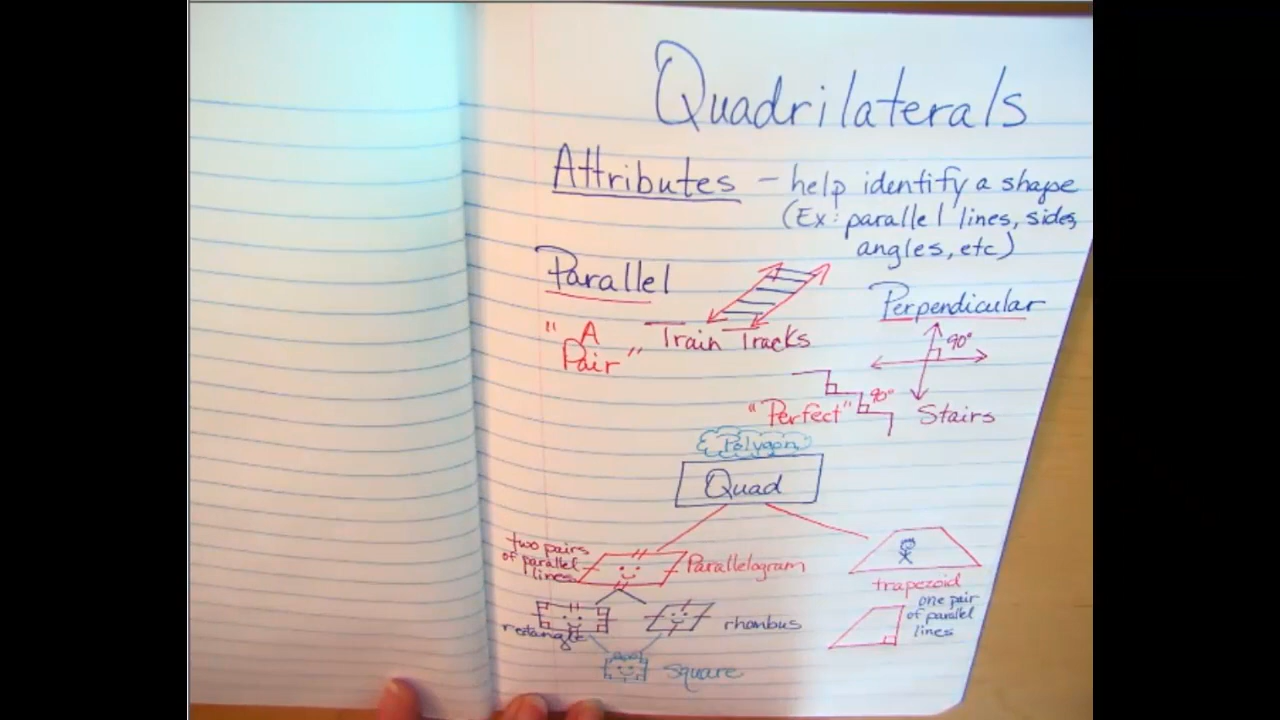 Quadrilaterals
Attributes - help identify a shape
(Ex: parallel lines, sides,
angles, etc)
Parallel
"A
Pair"
Train Tracks
Perpendicular
90°
90°
"Perfect"
Stairs
Polygon
Quad
two pairs
of parallel
lines
Parallelogram
trapezoid
one pair
of parallel
lines
rectangle
rhombus
square